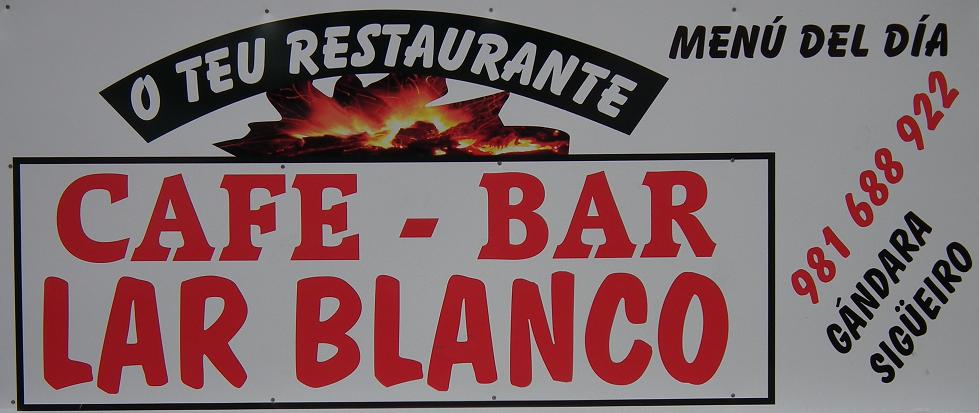 O TEU RESTAURANTE
MENÚ DEL DÍA
CAFE - BAR
LAR BLANCO
981 688 922
GÁNDARA
SIGÜEIRO